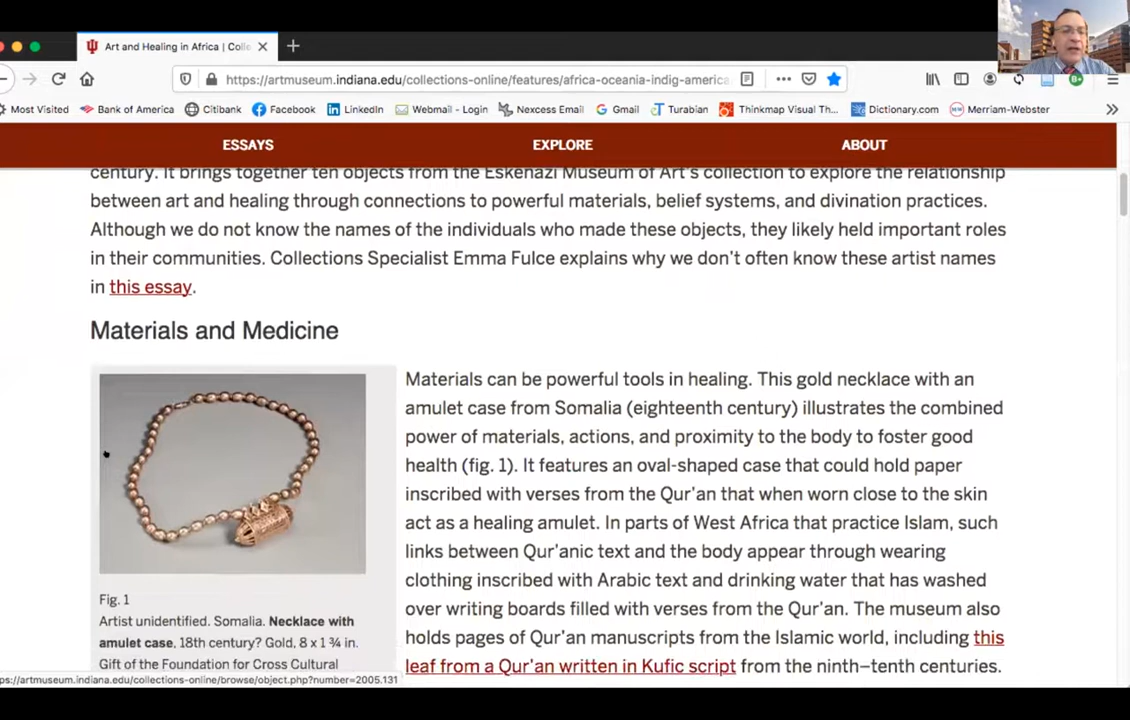 Art and Healing in Africa | Colle
https://artmuseum.indiana.edu/collections-online/features/africa-oceania-indig-america
Most Visited Bank of America Citibank Facebook LinkedIn Webmail - Login Nexcess Email Gmail Turabian Thinkmap Visual Th... Dictionary.com Merriam-Webster
ESSAYS EXPLORE ABOUT
century. It brings together ten objects from the Eskenazi Museum of Art's collection to explore the relationship
between art and healing through connections to powerful materials, belief systems, and divination practices.
Although we do not know the names of the individuals who made these objects, they likely held important roles
in their communities. Collections Specialist Emma Fulce explains why we don't often know these artist names
in this essay.
Materials and Medicine
Materials can be powerful tools in healing. This gold necklace with an
amulet case from Somalia (eighteenth century) illustrates the combined
power of materials, actions, and proximity to the body to foster good
health (fig. 1). It features an oval-shaped case that could hold paper
inscribed with verses from the Qur'an that when worn close to the skin
act as a healing amulet. In parts of West Africa that practice Islam, such
links between Qur'anic text and the body appear through wearing
clothing inscribed with Arabic text and drinking water that has washed
over writing boards filled with verses from the Qur'an. The museum also
holds pages of Qur'an manuscripts from the Islamic world, including this
leaf from a Qur'an written in Kufic script from the ninth–tenth centuries.
Fig. 1
Artist unidentified. Somalia. Necklace with
amulet case, 18th century? Gold, 8 x 1 ¾ in.
Gift of the Foundation for Cross Cultural
ps://artmuseum.indiana.edu/collections-online/browse/object.php?number=2005.131